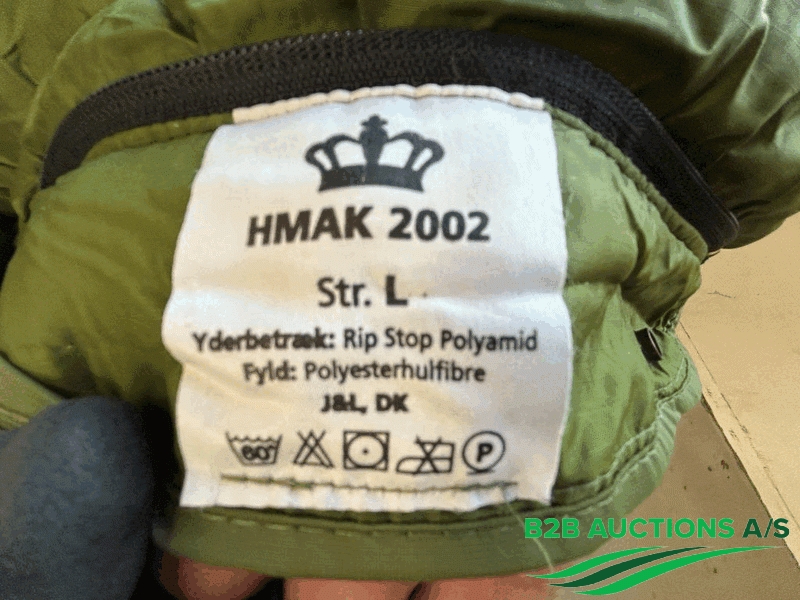 HMAK 2002
Str. L
Yderbetræk: Rip Stop Polyamid
Fyld: Polyesterhulfibre
J&L, DK
60° P
B2B AUCTIONS A/S